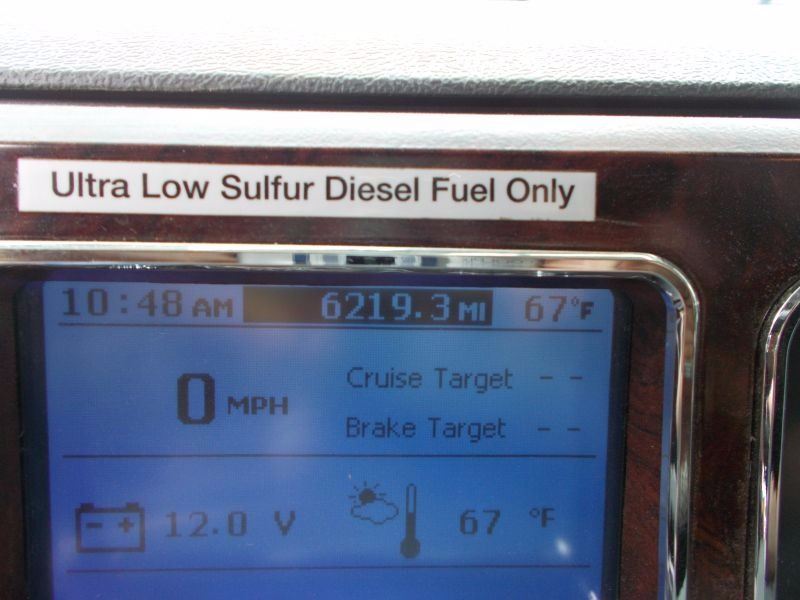 Ultra Low Sulfur Diesel Fuel Only
10:48 AM 6219.3 MI 67°F
Cruise Target - -
0 MPH
Brake Target - -
- + 12.0 V 67 °F